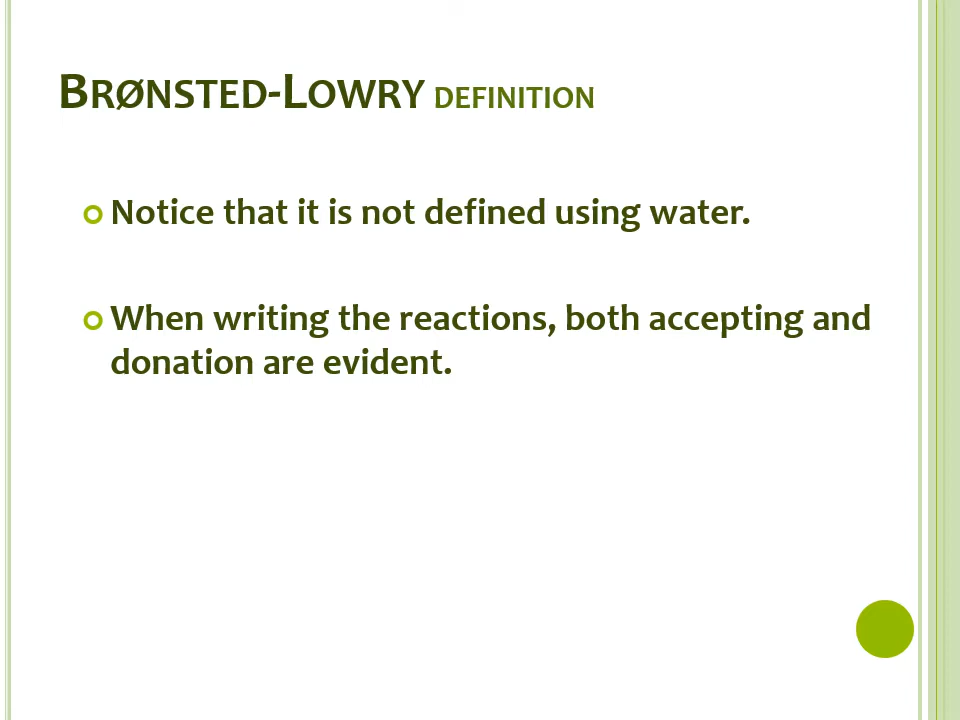 BRØNSTED-LOWRY DEFINITION
Notice that it is not defined using water.
When writing the reactions, both accepting and
donation are evident.